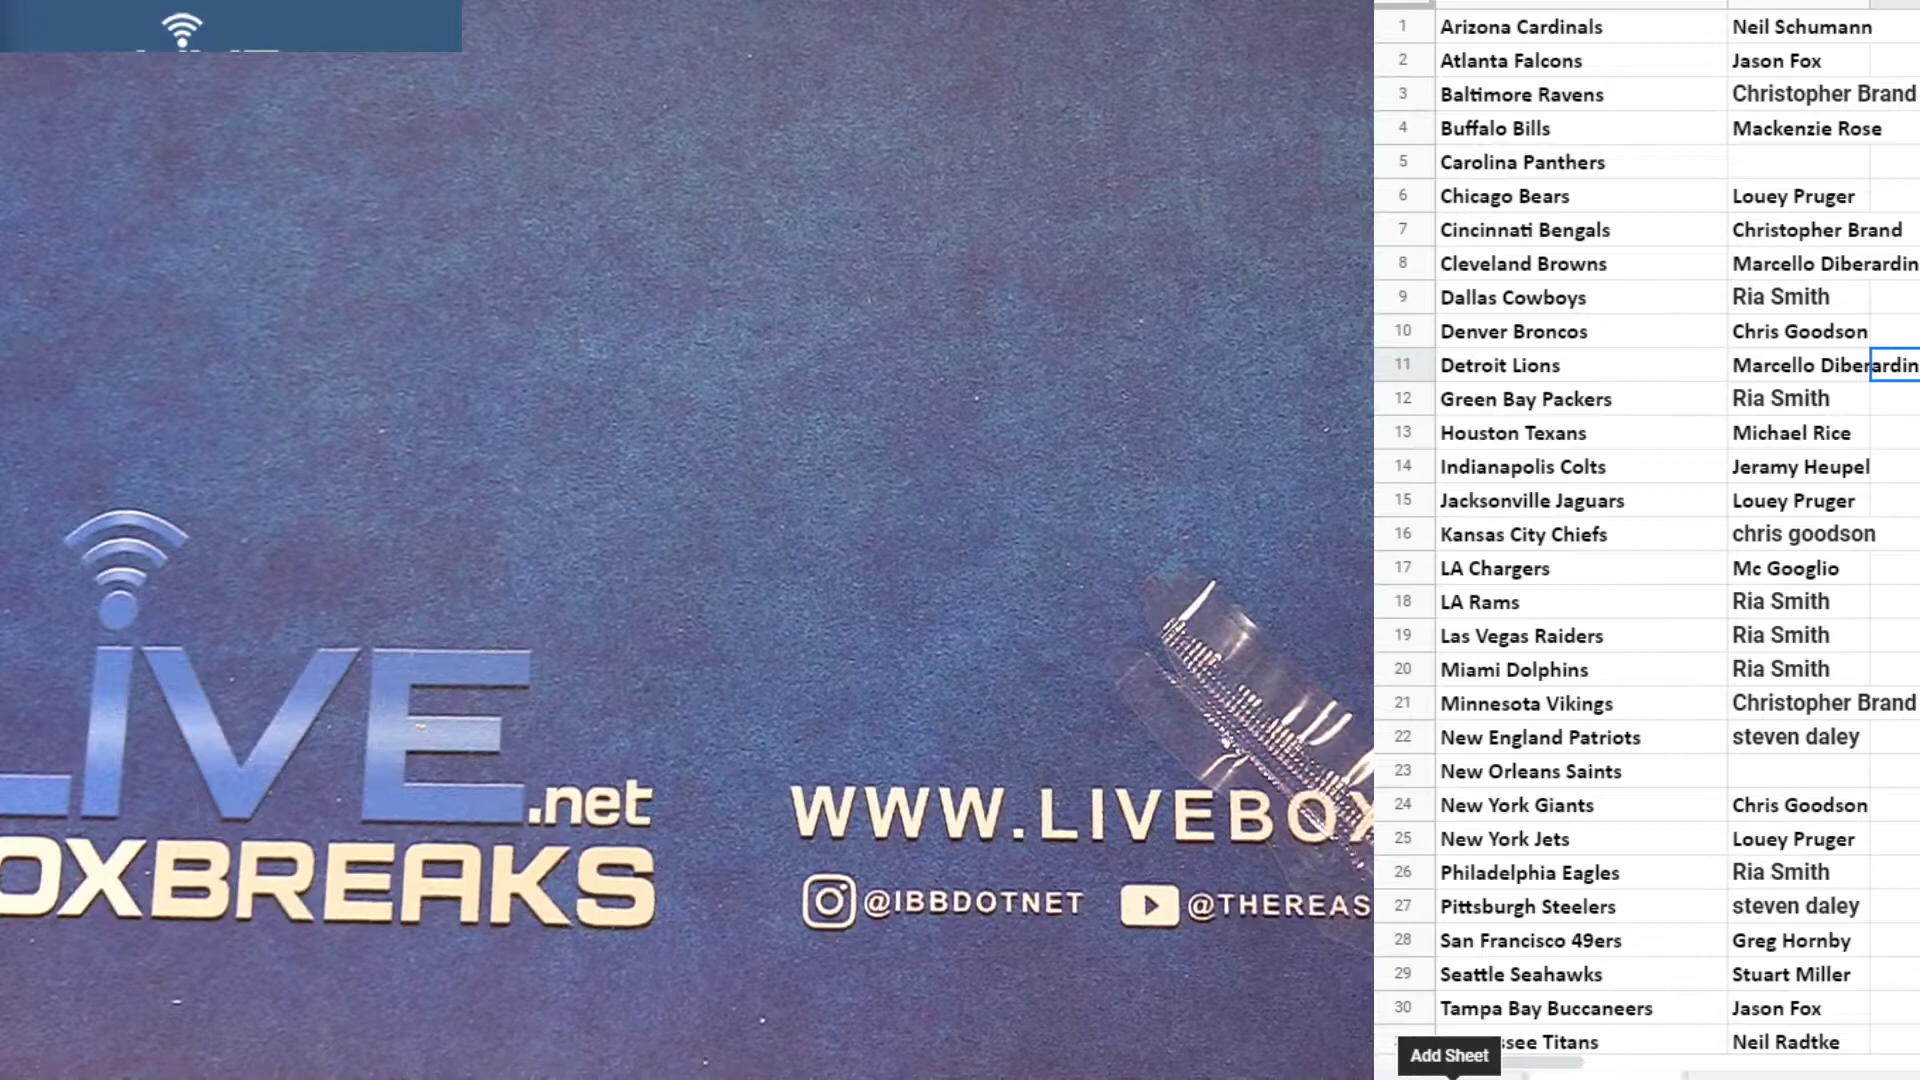 LIVE
.net
OXBREAKS
WWW.LIVEBOX
@IBBDOTNET
@THEREAS
1 Arizona Cardinals Neil Schumann
2 Atlanta Falcons Jason Fox
3 Baltimore Ravens Christopher Brand
4 Buffalo Bills Mackenzie Rose
5 Carolina Panthers
6 Chicago Bears Louey Pruger
7 Cincinnati Bengals Christopher Brand
8 Cleveland Browns Marcello Diberardin
9 Dallas Cowboys Ria Smith
10 Denver Broncos Chris Goodson
11 Detroit Lions Marcello Diberardin
12 Green Bay Packers Ria Smith
13 Houston Texans Michael Rice
14 Indianapolis Colts Jeramy Heupel
15 Jacksonville Jaguars Louey Pruger
16 Kansas City Chiefs chris goodson
17 LA Chargers Mc Googlio
18 LA Rams Ria Smith
19 Las Vegas Raiders Ria Smith
20 Miami Dolphins Ria Smith
21 Minnesota Vikings Christopher Brand
22 New England Patriots steven daley
23 New Orleans Saints
24 New York Giants Chris Goodson
25 New York Jets Louey Pruger
26 Philadelphia Eagles Ria Smith
27 Pittsburgh Steelers steven daley
28 San Francisco 49ers Greg Hornby
29 Seattle Seahawks Stuart Miller
30 Tampa Bay Buccaneers Jason Fox
ssee Titans Neil Radtke
Add Sheet